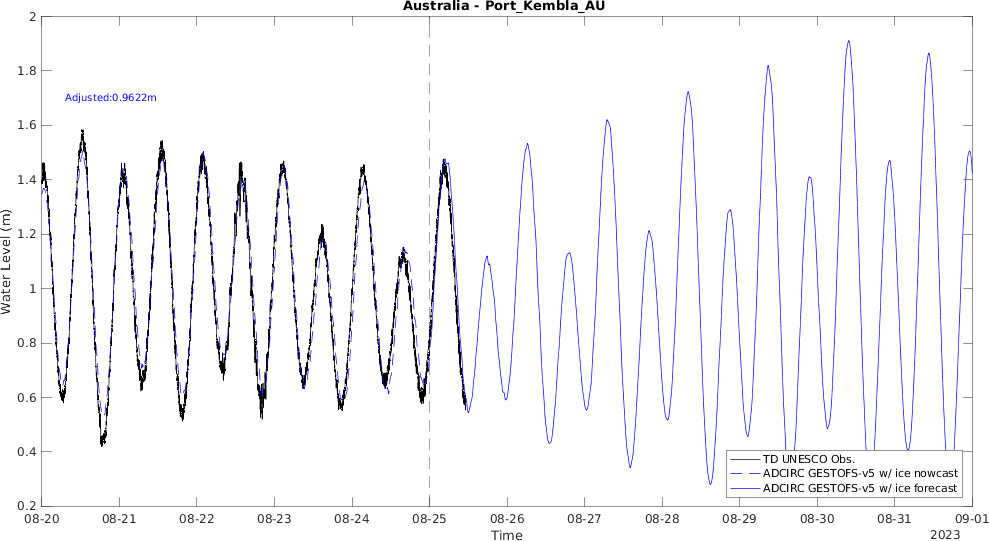 Australia - Port_Kembla_AU
2
1.8
1.6
1.4
1.2
1
0.8
0.6
0.4
0.2
Water Level (m)
Adjusted:0.9622m
TD UNESCO Obs.
ADCIRC GESTOFS-v5 w/ ice nowcast
ADCIRC GESTOFS-v5 w/ ice forecast
08-20 08-21 08-22 08-23 08-24 08-25 08-26 08-27 08-28 08-29 08-30 08-31 09-01
Time
2023